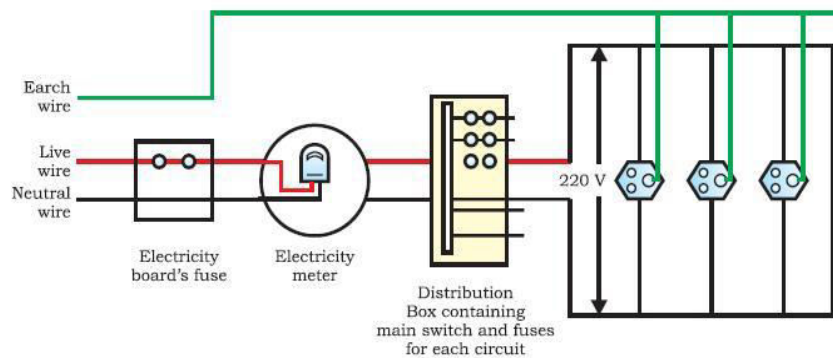 Earch
wire
Live
wire
Neutral
wire
220 V
Electricity
board's fuse
Electricity
meter
Distribution
Box containing
main switch and fuses
for each circuit